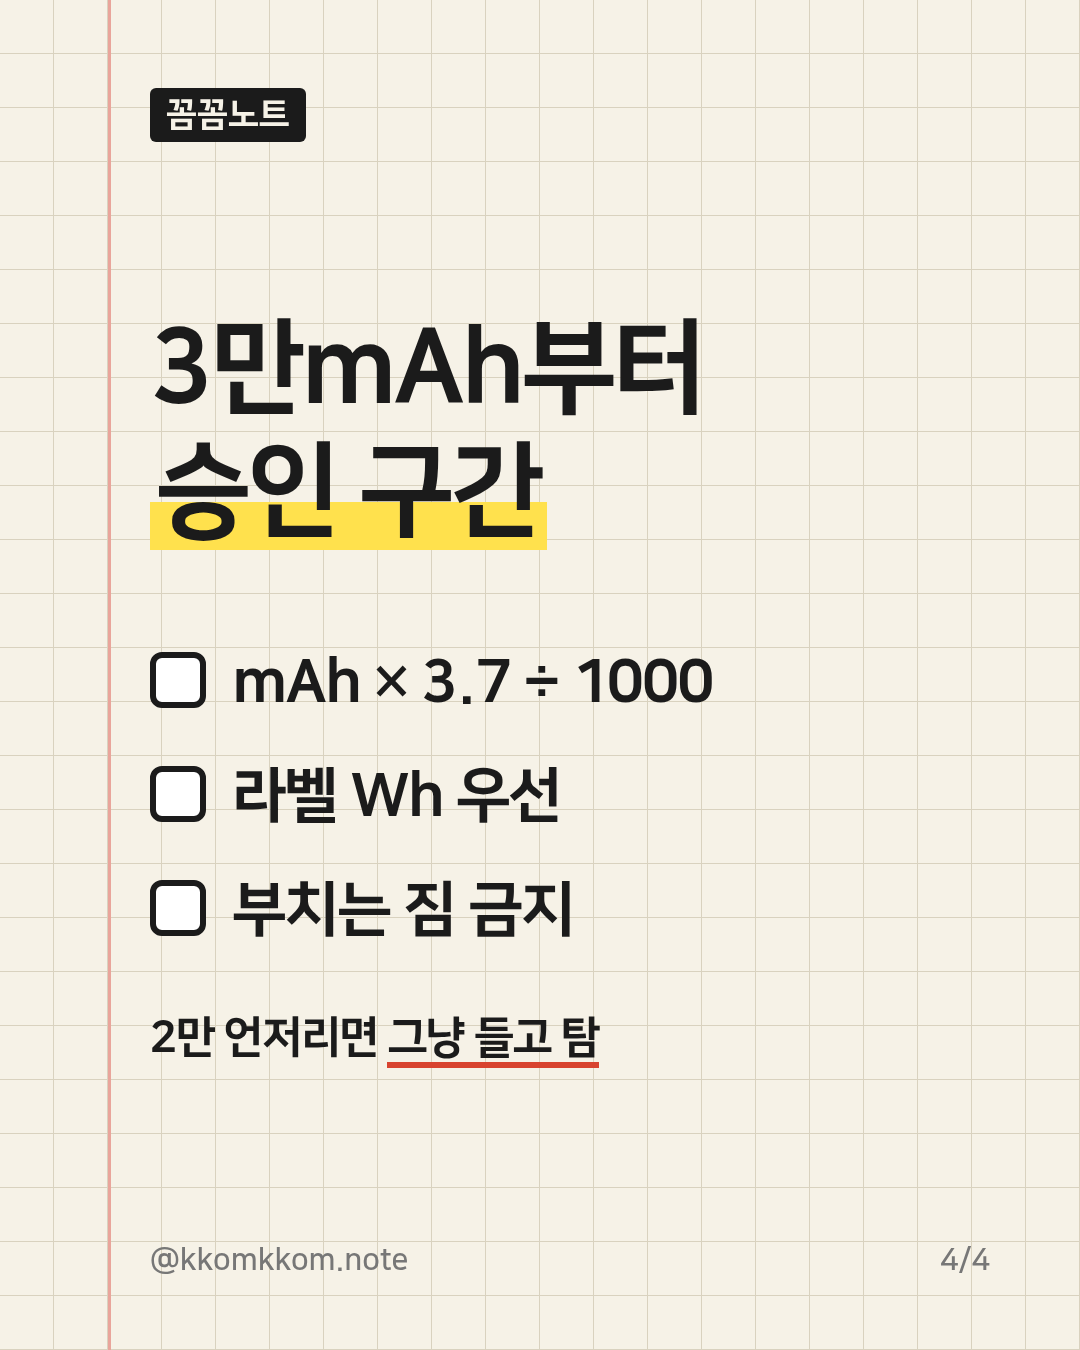 꼼꼼노트
3만mAh부터
승인 구간
mAh × 3.7 ÷ 1000
라벨 Wh 우선
부치는 짐 금지
2만 언저리면 그냥 들고 탐
@kkomkkom.note
4/4